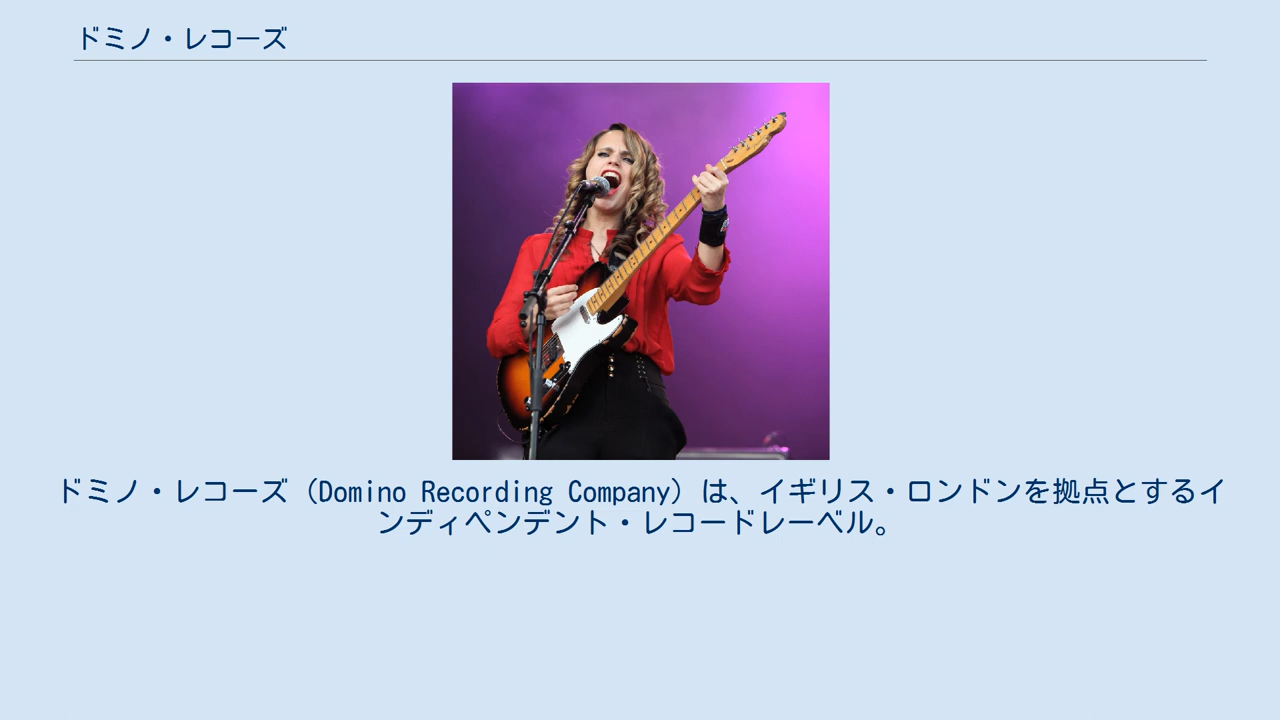 ドミノ・レコーズ
ドミノ・レコーズ（Domino Recording Company）は、イギリス・ロンドンを拠点とするイ
ンディペンデント・レコードレーベル。